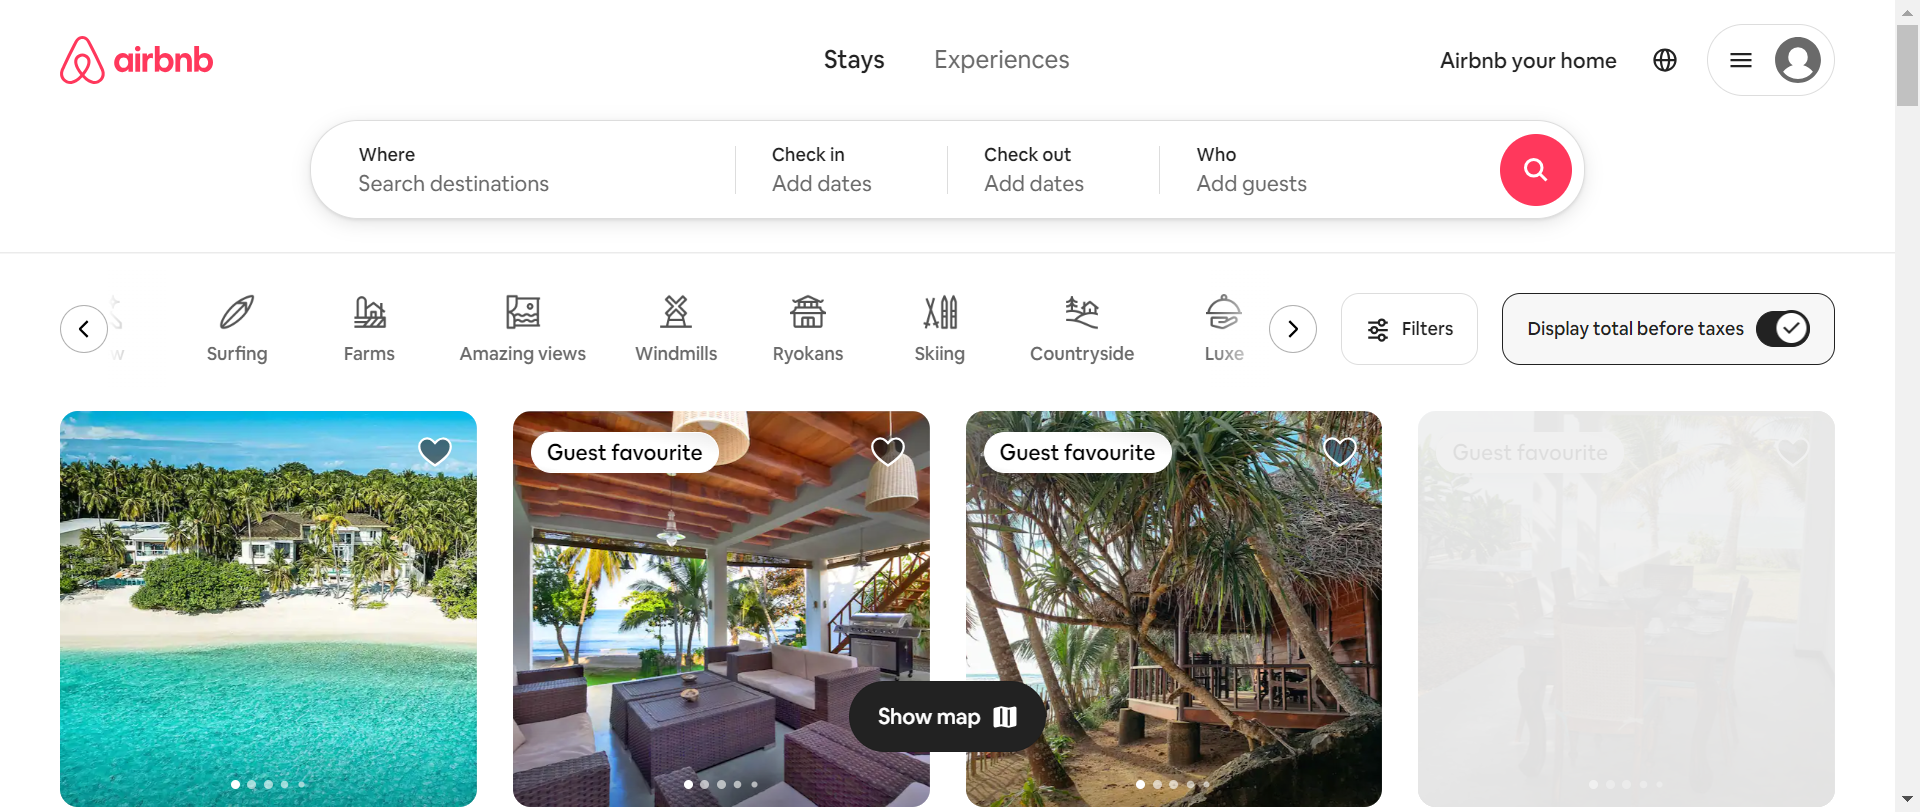 airbnb
Stays
Experiences
Airbnb your home
Where
Search destinations
Check in
Add dates
Check out
Add dates
Who
Add guests
w
Surfing
Farms
Amazing views
Windmills
Ryokans
Skiing
Countryside
Luxe
Filters
Display total before taxes
Guest favourite
Guest favourite
Guest favourite
Show map